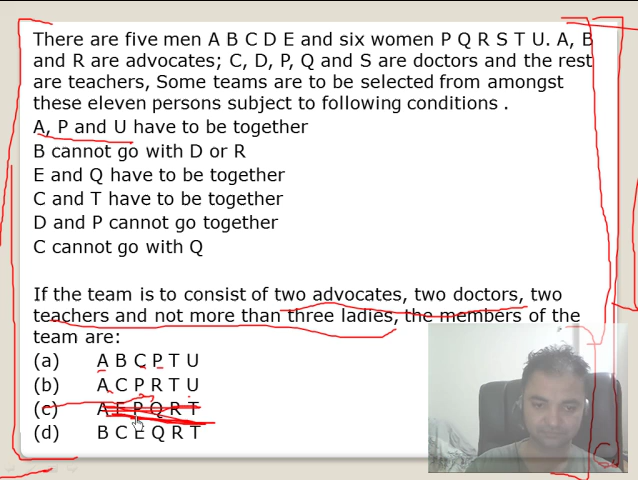 There are five men A B C D E and six women P Q R S T U. A, B
and R are advocates; C, D, P, Q and S are doctors and the rest
are teachers, Some teams are to be selected from amongst
these eleven persons subject to following conditions .
A, P and U have to be together
B cannot go with D or R
E and Q have to be together
C and T have to be together
D and P cannot go together
C cannot go with Q
If the team is to consist of two advocates, two doctors, two
teachers and not more than three ladies, the members of the
team are:
(a) A B C P T U
(b) A C P R T U
(c) A E P Q R T
(d) B C E Q R T